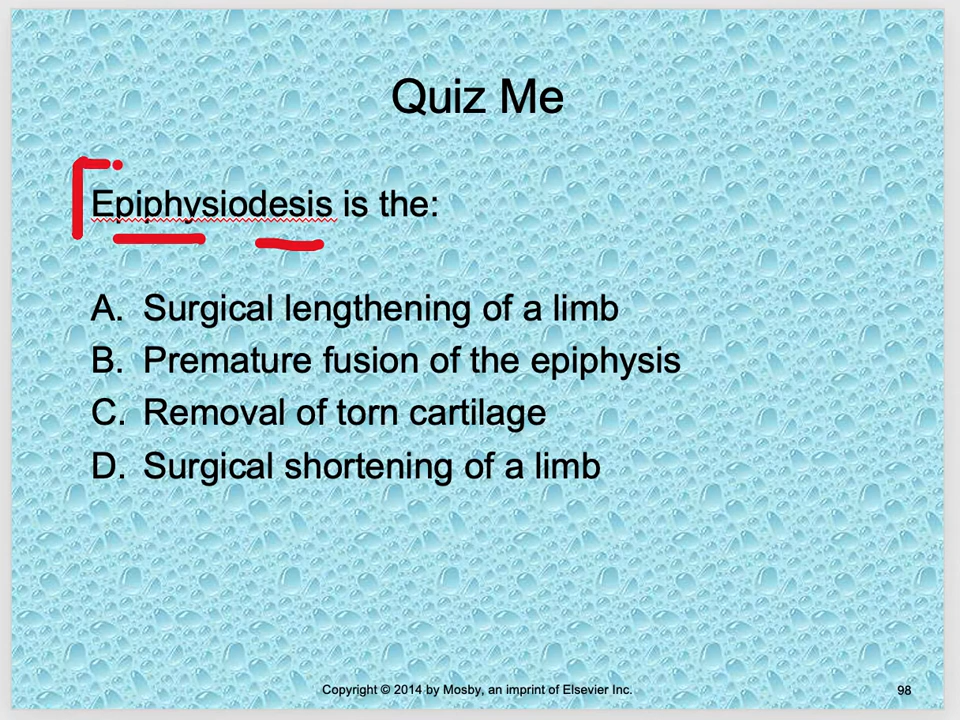 Quiz Me
Epiphysiodesis is the:
A. Surgical lengthening of a limb
B. Premature fusion of the epiphysis
C. Removal of torn cartilage
D. Surgical shortening of a limb
Copyright © 2014 by Mosby, an imprint of Elsevier Inc.
98